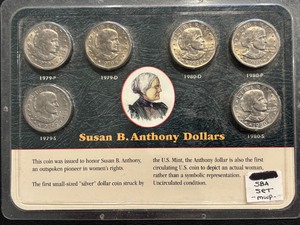 1979-P
1979-D
1980-D
1980-P
1979-S
1980-S
Susan B. Anthony Dollars
This coin was issued to honor Susan B. Anthony,
an outspoken pioneer in women's rights.
The first small-sized "silver" dollar coin struck by
the U.S. Mint, the Anthony dollar is also the first
circulating U.S. coin to depict an actual woman,
rather than a symbolic representation.
Uncirculated condition.
SBA
SET